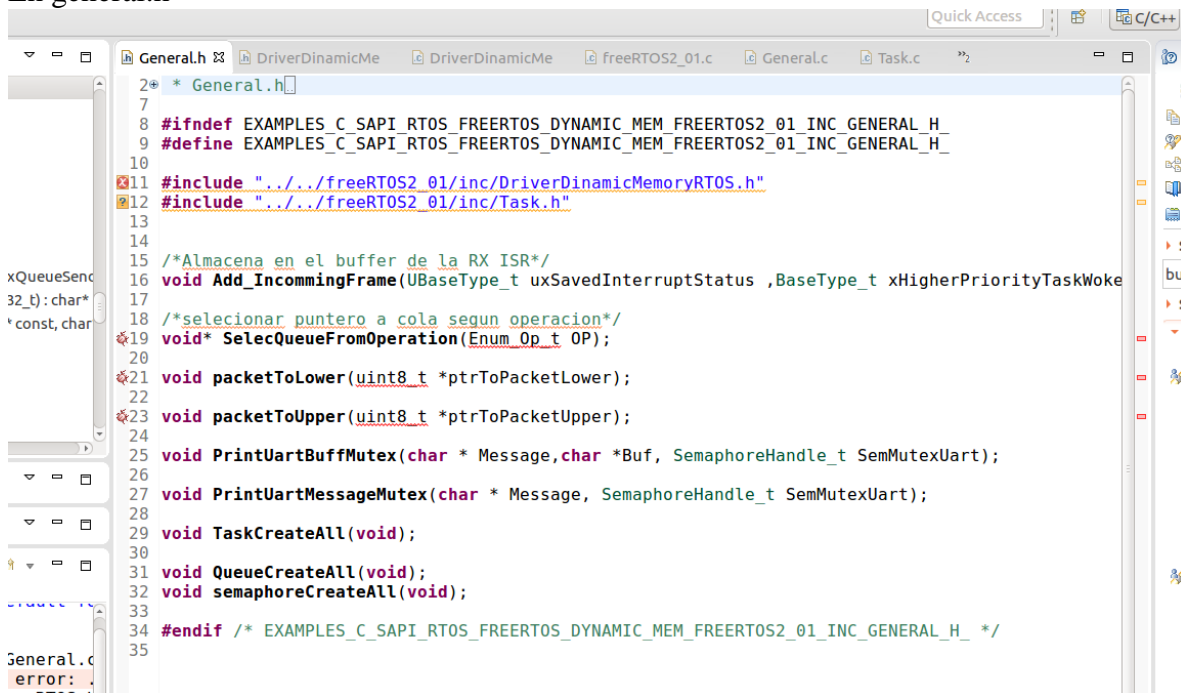 Quick Access
C/C++
General.h
DriverDinamicMe
DriverDinamicMe
freeRTOS2_01.c
General.c
Task.c
»2
2 * General.h
7
8 #ifndef EXAMPLES_C_SAPI_RTOS_FREERTOS_DYNAMIC_MEM_FREERTOS2_01_INC_GENERAL_H_
9 #define EXAMPLES_C_SAPI_RTOS_FREERTOS_DYNAMIC_MEM_FREERTOS2_01_INC_GENERAL_H_
10
11 #include "../../freeRTOS2_01/inc/DriverDinamicMemoryRTOS.h"
12 #include "../../freeRTOS2_01/inc/Task.h"
13
14
15 /*Almacena en el buffer de la RX ISR*/
16 void Add_IncommingFrame(UBaseType_t uxSavedInterruptStatus ,BaseType_t xHigherPriorityTaskWoke
17
18 /*selecionar puntero a cola segun operacion*/
19 void* SelecQueueFromOperation(Enum_Op_t OP);
20
21 void packetToLower(uint8_t *ptrToPacketLower);
22
23 void packetToUpper(uint8_t *ptrToPacketUpper);
24
25 void PrintUartBuffMutex(char * Message,char *Buf, SemaphoreHandle_t SemMutexUart);
26
27 void PrintUartMessageMutex(char * Message, SemaphoreHandle_t SemMutexUart);
28
29 void TaskCreateAll(void);
30
31 void QueueCreateAll(void);
32 void semaphoreCreateAll(void);
33
34 #endif /* EXAMPLES_C_SAPI_RTOS_FREERTOS_DYNAMIC_MEM_FREERTOS2_01_INC_GENERAL_H_ */
35
xQueueSend
32_t) : char*
* const, char
General.c
error: .
bu